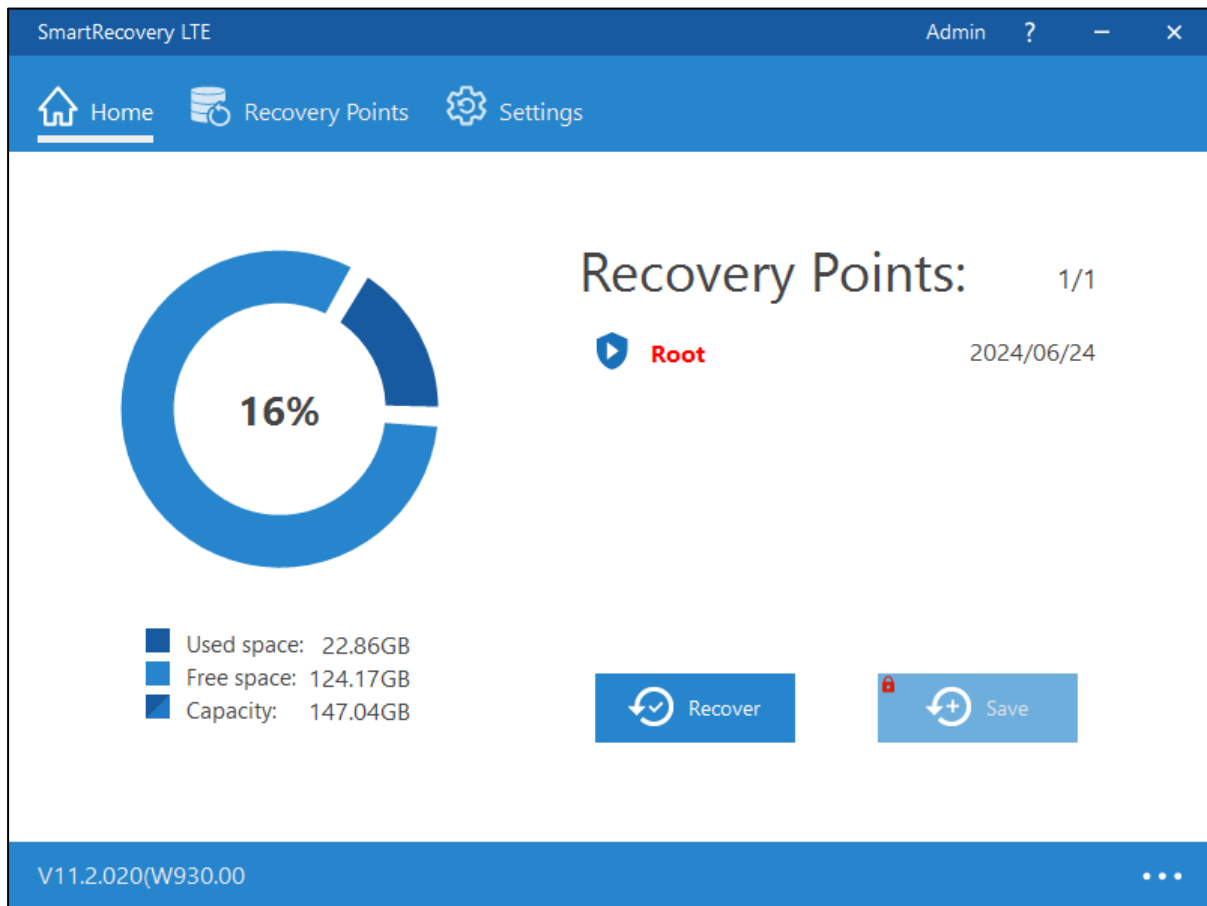 SmartRecovery LTE Admin ?
Home Recovery Points Settings
Recovery Points: 1/1
Root 2024/06/24
16%
Used space: 22.86GB
Free space: 124.17GB
Capacity: 147.04GB
Recover Save
V11.2.020(W930.00